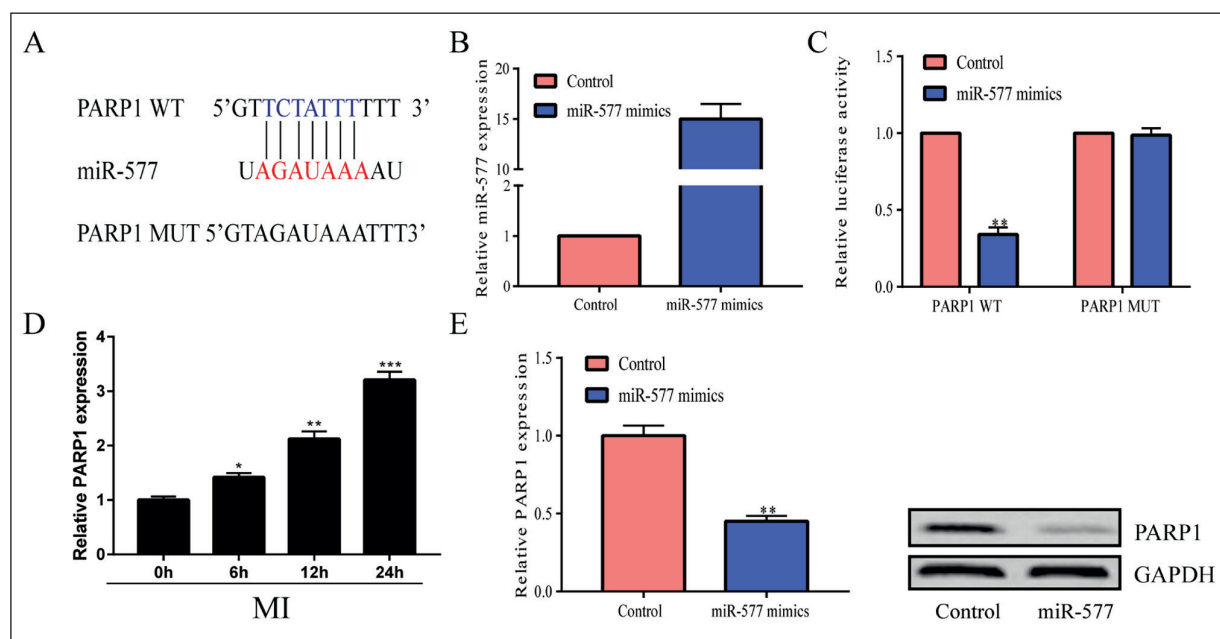 A
PARP1 WT 5'GTTCTATTTTTT 3'
miR-577 UAGAUAAAAU
PARP1 MUT 5'GTAGAUAAATTT3'
B
Relative miR-577 expression
20
15
10
2
1
0
Control
miR-577 mimics
Control
miR-577 mimics
C
Relative luciferase activity
1.5
1.0
0.5
0.0
Control
miR-577 mimics
**
PARP1 WT
PARP1 MUT
D
Relative PARP1 expression
4
3
2
1
0
*
**
***
0h 6h 12h 24h
MI
E
Relative PARP1 expression
1.5
1.0
0.5
0.0
Control
miR-577 mimics
**
Control
miR-577 mimics
PARP1
GAPDH
Control miR-577